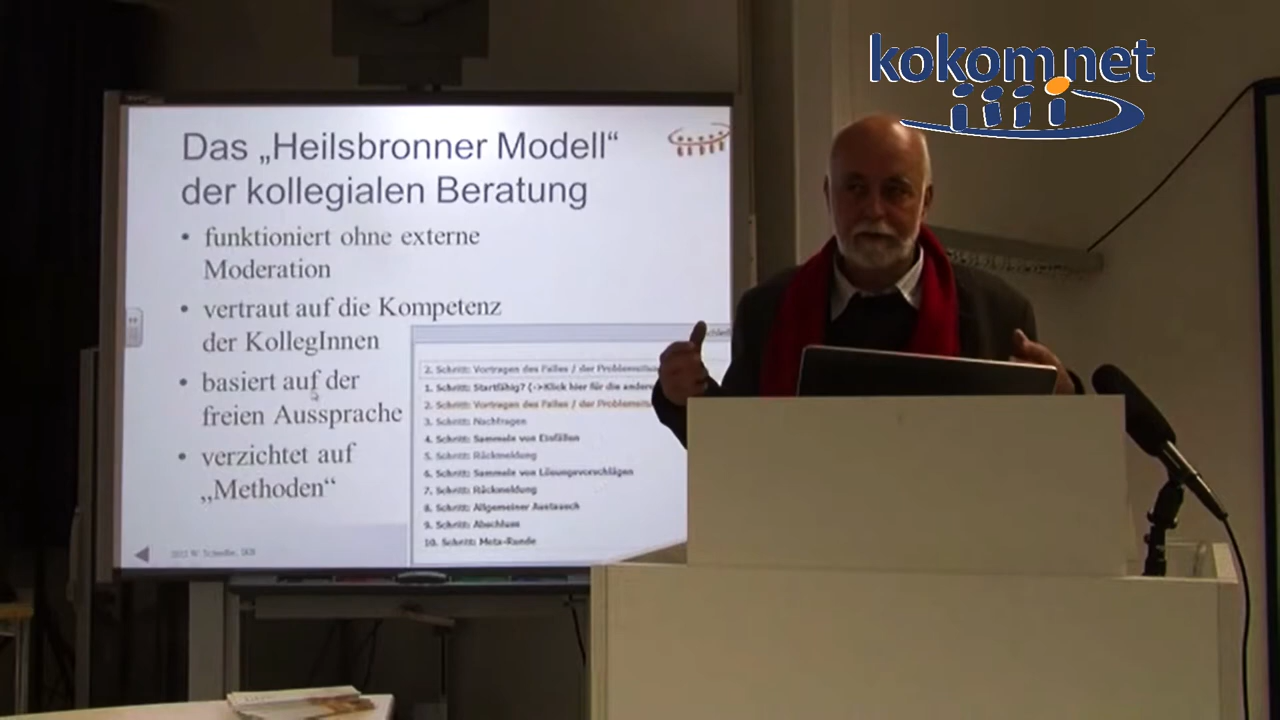 kokom.net
Das „Heilsbronner Modell“
der kollegialen Beratung
• funktioniert ohne externe
Moderation
• vertraut auf die Kompetenz
der KollegInnen
• basiert auf der
freien Aussprache
• verzichtet auf
„Methoden“
2. Schritt: Vortragen des Falles / der
1. Schritt: Startfähig? (->Klick hier für die
2. Schritt: Vortragen des Falles / der
3. Schritt: Nachfragen
4. Schritt: Sammeln von Einfällen
5. Schritt: Rückmeldung
6. Schritt: Sammeln von Lösungsvorschlägen
7. Schritt: Rückmeldung
8. Schritt: Allgemeiner Austausch
9. Schritt: Abschluss
10. Schritt: Meta-Runde